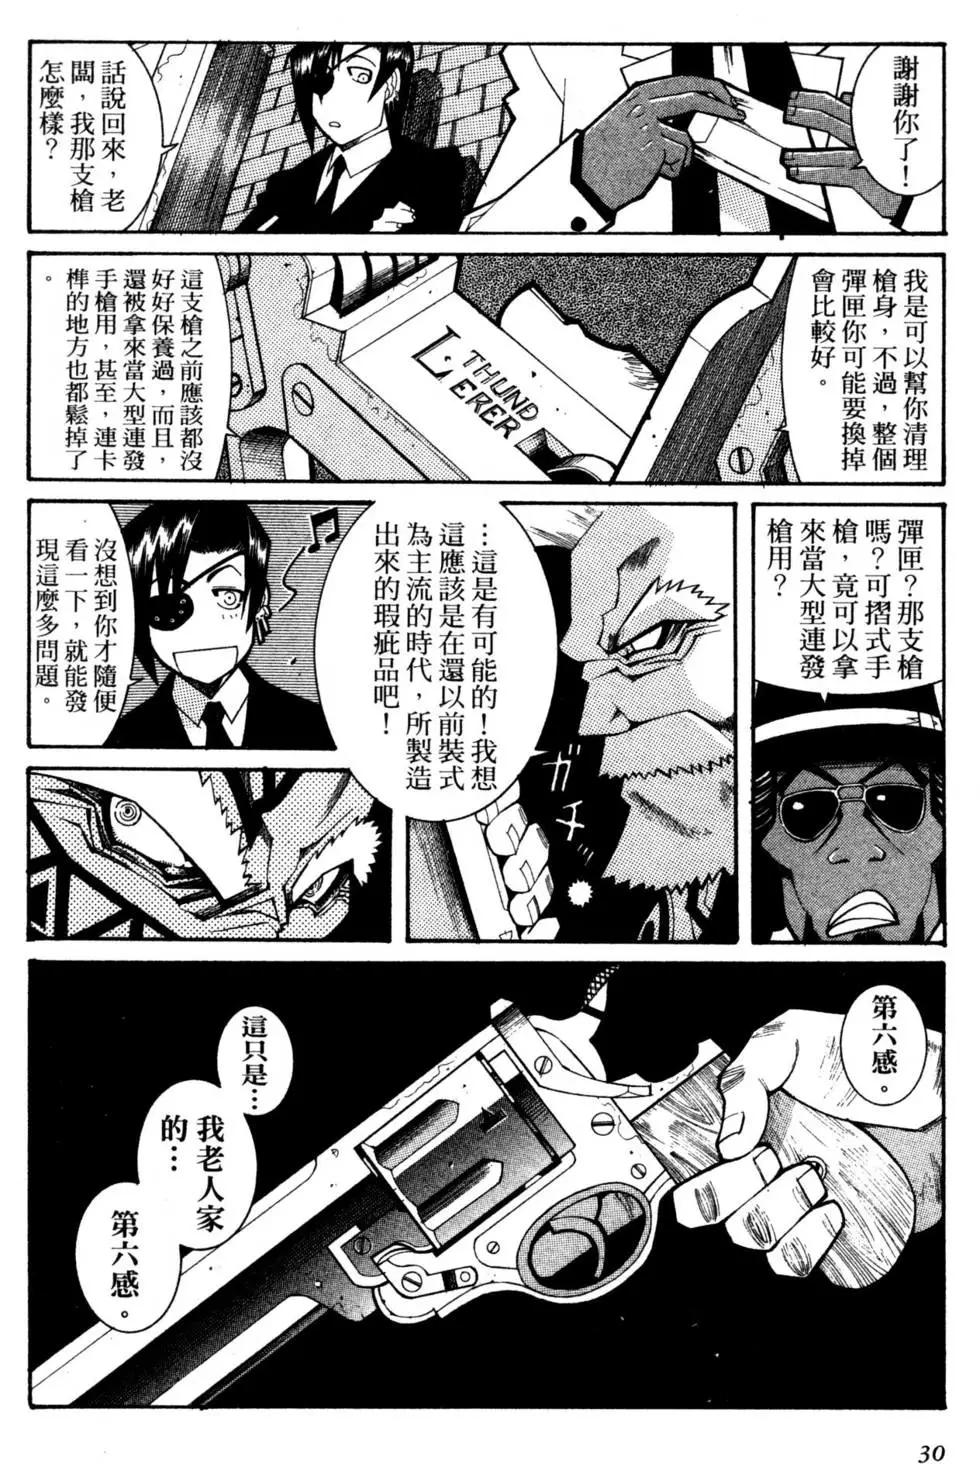 謝謝你了！
話說回來，老
闆，我那支槍
怎麼樣？
我是可以幫你清理
槍身，不過，整個
彈匣你可能要換掉
會比較好。
L. THUND
ERER
這支槍之前應該都沒
好好保養過，而且，
還被拿來當大型連發
手槍用，甚至，連卡
榫的地方也都鬆掉了
。
彈匣？那支槍
嗎？可摺式手
槍，竟可以拿
來當大型連發
槍用？
…這是有可能的！我想
這應該是在還以前裝式
為主流的時代，所製造
出來的瑕疵品吧！
沒想到你才隨便
看一下，就能發
現這麼多問題。
第六感。
這只是…
我老人家
的…
第六感。
30